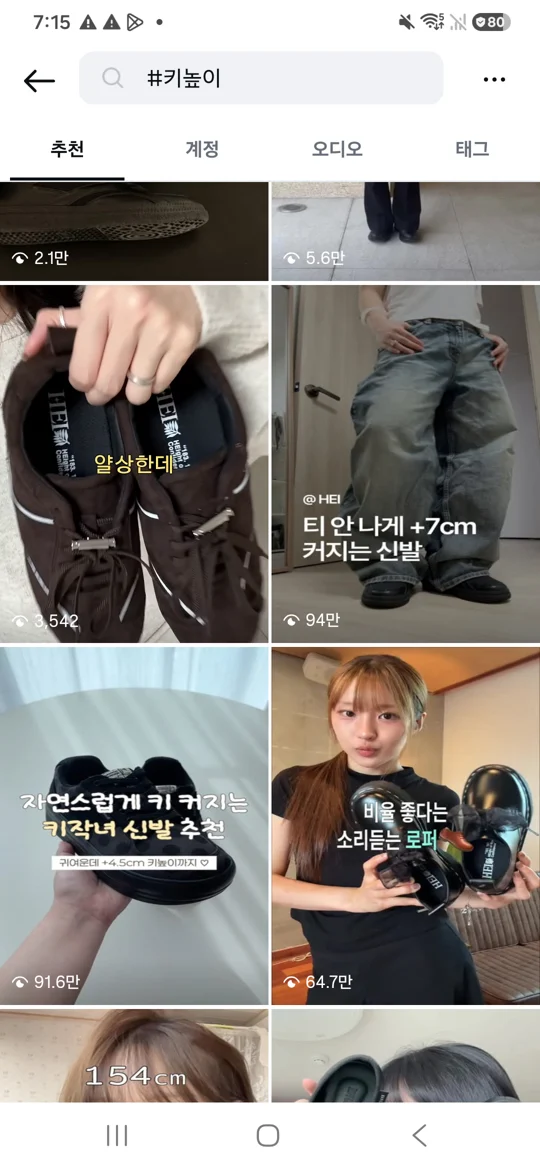 7:15
80
#키높이
추천
계정
오디오
태그
2.1만
5.6만
HEI
HEI
얄상한데
3,542
@ HEI
티 안 나게 +7cm
커지는 신발
94만
자연스럽게 키 커지는
키작녀 신발 추천
귀여운데 +4.5cm 키높이까지 ♡
91.6만
비율 좋다는
소리듣는 로퍼
HEI
HEI
64.7만
154cm